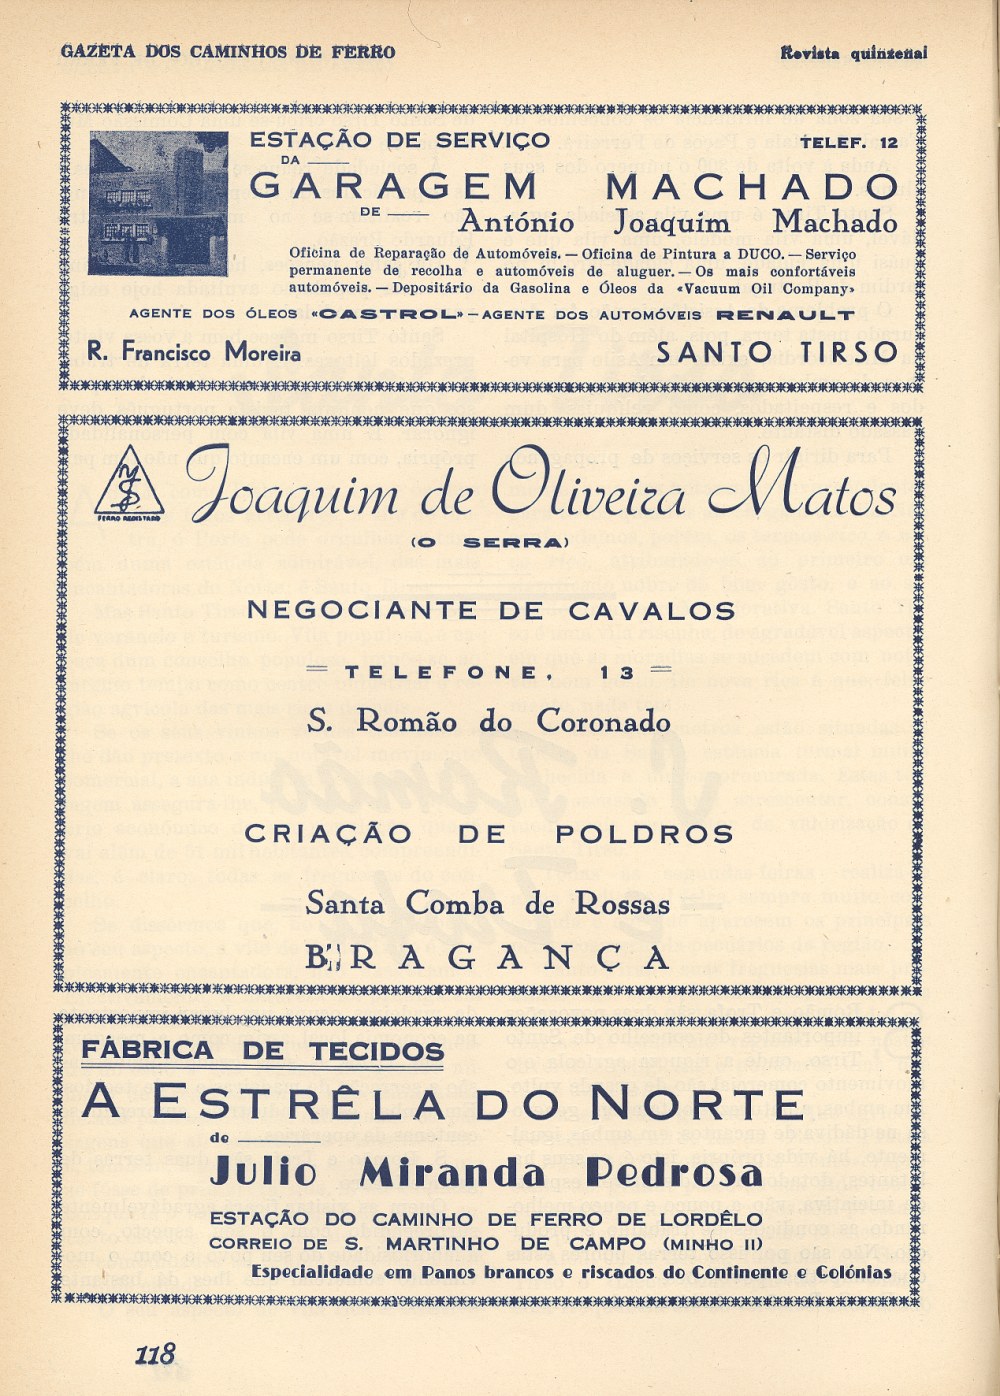 GAZETA DOS CAMINHOS DE FERRO
Revista quinzenal
ESTAÇÃO DE SERVIÇO
TELEF. 12
DA
GARAGEM MACHADO
DE
António Joaquim Machado
Oficina de Reparação de Automóveis. — Oficina de Pintura a DUCO. — Serviço
permanente de recolha e automóveis de aluguer. — Os mais confortáveis
automóveis. — Depositário da Gasolina e Óleos da «Vacuum Oil Company»
AGENTE DOS ÓLEOS «CASTROL» — AGENTE DOS AUTOMÓVEIS RENAULT
R. Francisco Moreira
SANTO TIRSO
FERRO REGISTADO
Joaquim de Oliveira Matos
(O SERRA)
NEGOCIANTE DE CAVALOS
TELEFONE, 13
S. Romão do Coronado
CRIAÇÃO DE POLDROS
Santa Comba de Rossas
BRAGANÇA
FÁBRICA DE TECIDOS
A ESTRÊLA DO NORTE
de
Julio Miranda Pedrosa
ESTAÇÃO DO CAMINHO DE FERRO DE LORDÊLO
CORREIO DE S. MARTINHO DE CAMPO (MINHO II)
Especialidade em Panos brancos e riscados do Continente e Colónias
118